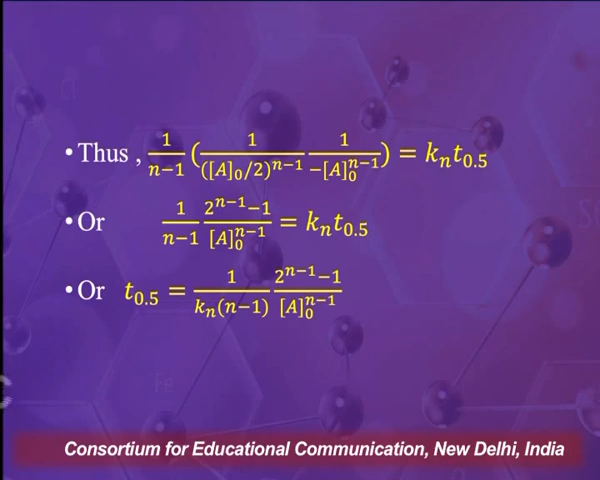 • Thus , 1/(n−1) (1/(([A]₀/2)ⁿ⁻¹) 1/(−[A]₀ⁿ⁻¹)) = kₙt₀.₅
• Or 1/(n−1) (2ⁿ⁻¹−1)/([A]₀ⁿ⁻¹) = kₙt₀.₅
• Or t₀.₅ = 1/(kₙ(n−1)) (2ⁿ⁻¹−1)/([A]₀ⁿ⁻¹)
Consortium for Educational Communication, New Delhi, India